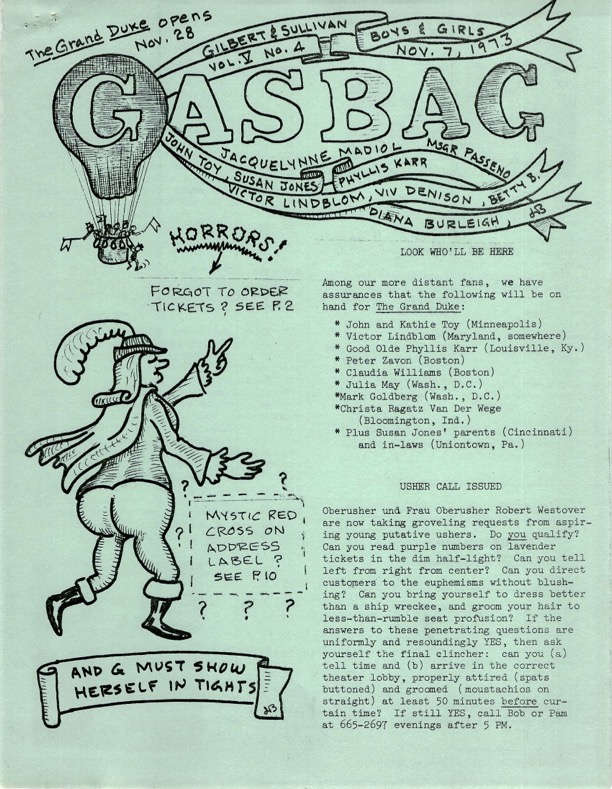 The Grand Duke opens
Nov. 28
GILBERT & SULLIVAN
BOYS & GIRLS
VOL. V NO. 4
NOV. 7, 1973
GASBAG
JACQUELYNNE MADIOL
MSGR PASSENO
JOHN TOY, SUSAN JONES
PHYLLIS KARR
VICTOR LINDBLOM, VIV DENISON, BETTY B.
DIANA BURLEIGH,
HORRORS!
FORGOT TO ORDER
TICKETS? SEE P.2
? ? ? ?
MYSTIC RED
CROSS ON
ADDRESS
LABEL?
SEE P.10
? ? ?
AND G MUST SHOW
HERSELF IN TIGHTS
LOOK WHO'LL BE HERE
Among our more distant fans, we have
assurances that the following will be on
hand for The Grand Duke:
* John and Kathie Toy (Minneapolis)
* Victor Lindblom (Maryland, somewhere)
* Good Olde Phyllis Karr (Louisville, Ky.)
* Peter Zavon (Boston)
* Claudia Williams (Boston)
* Julia May (Wash., D.C.)
*Mark Goldberg (Wash., D.C.)
*Christa Ragatz Van Der Wege
(Bloomington, Ind.)
* Plus Susan Jones' parents (Cincinnati)
and in-laws (Uniontown, Pa.)
USHER CALL ISSUED
Oberusher und Frau Oberusher Robert Westover
are now taking groveling requests from aspir-
ing young putative ushers. Do you qualify?
Can you read purple numbers on lavender
tickets in the dim half-light? Can you tell
left from right from center? Can you direct
customers to the euphemisms without blush-
ing? Can you bring yourself to dress better
than a ship wreckee, and groom your hair to
less-than-rumble seat profusion? If the
answers to these penetrating questions are
uniformly and resoundingly YES, then ask
yourself the final clincher: can you (a)
tell time and (b) arrive in the correct
theater lobby, properly attired (spats
buttoned) and groomed (moustachios on
straight) at least 50 minutes before cur-
tain time? If still YES, call Bob or Pam
at 665-2697 evenings after 5 PM.